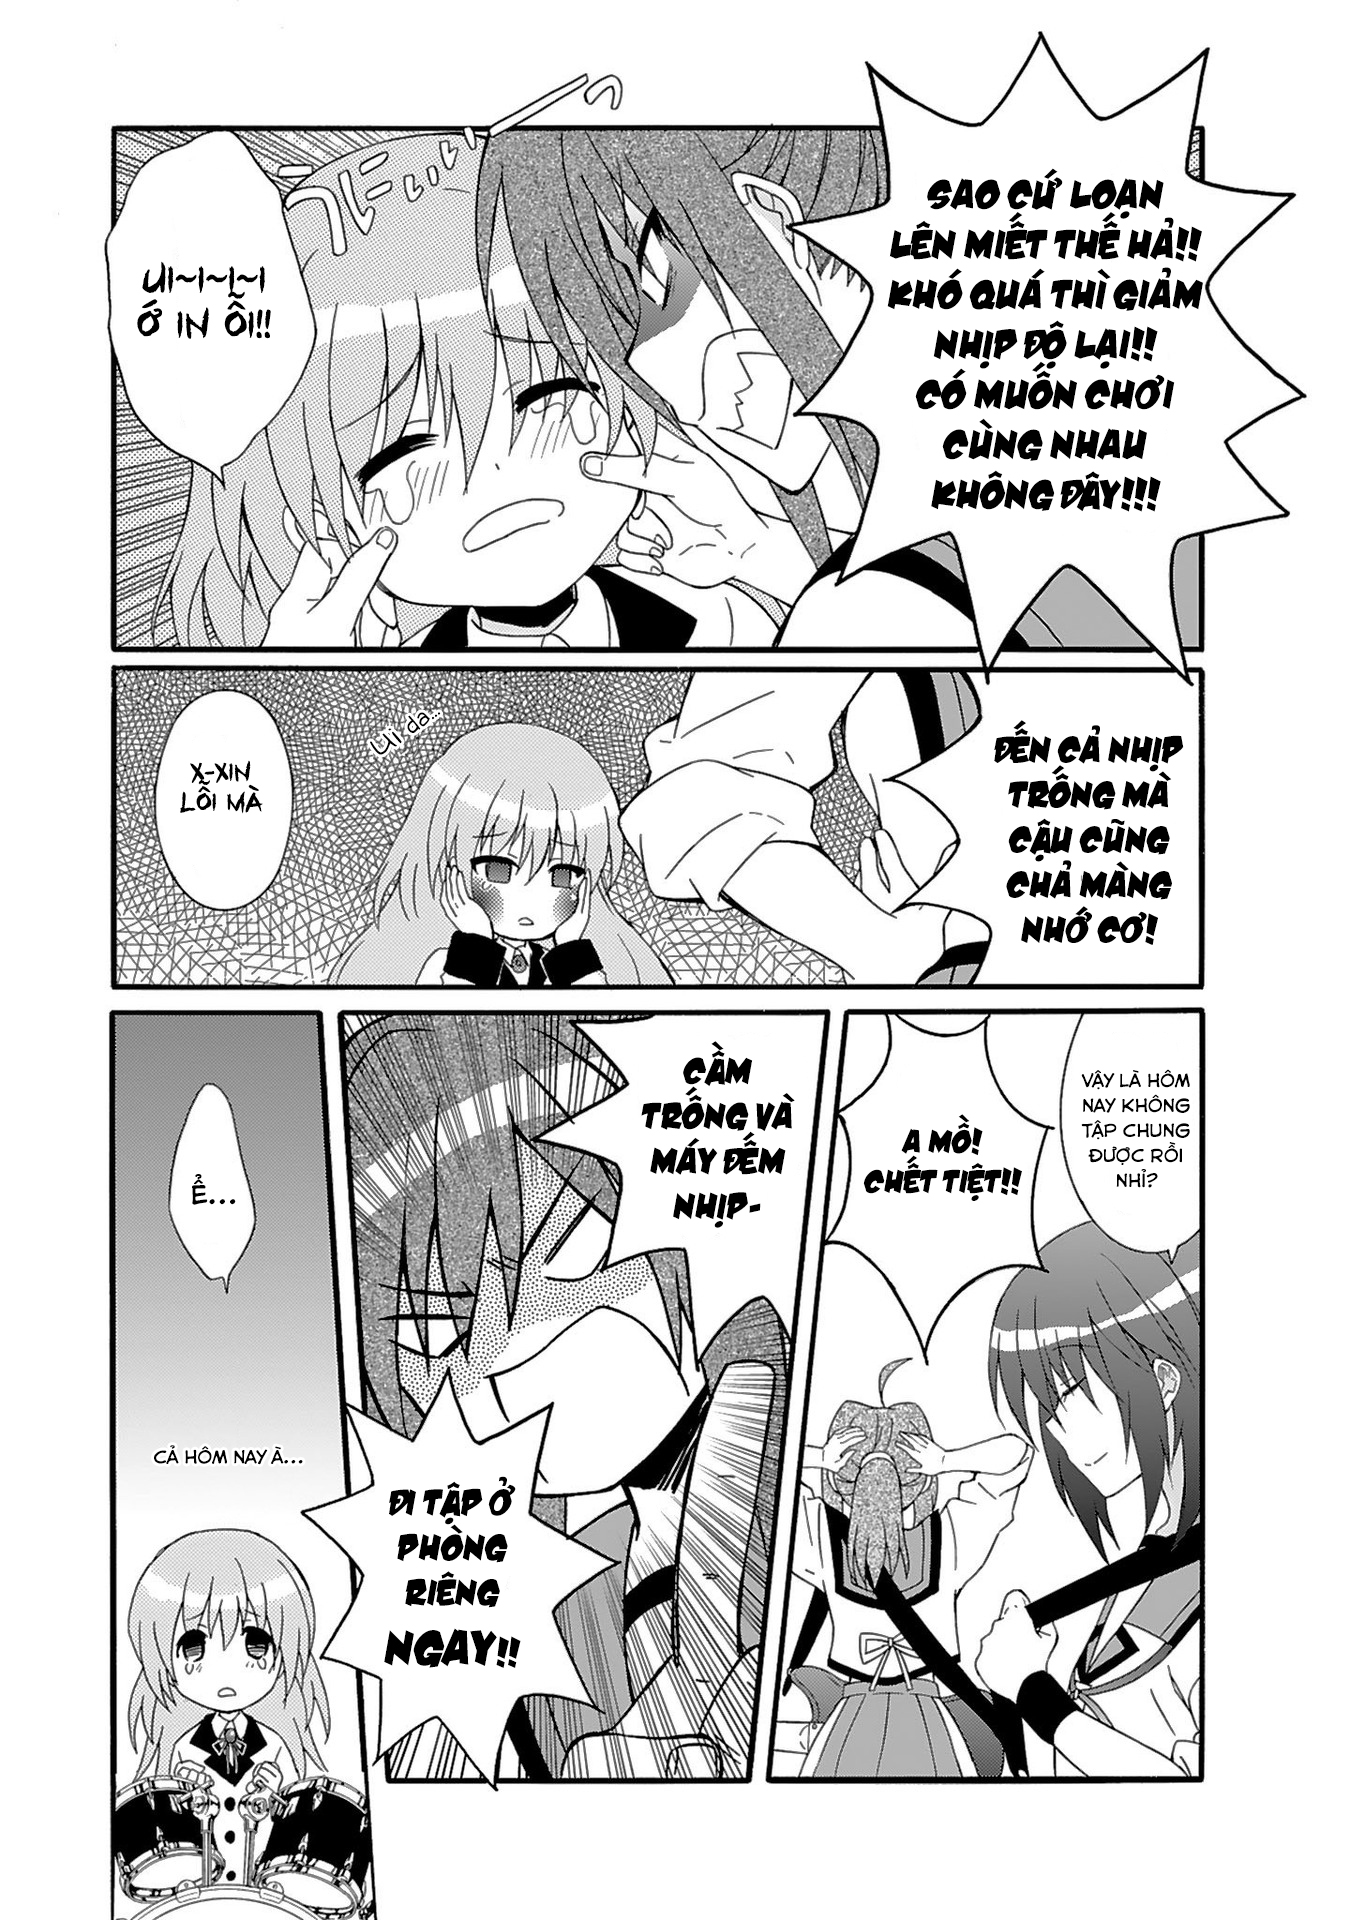 SAO CỨ LOẠN
LÊN MIẾT THẾ HẢ!!
KHÓ QUÁ THÌ GIẢM
NHỊP ĐỘ LẠI!!
CÓ MUỐN CHƠI
CÙNG NHAU
KHÔNG ĐÂY!!!
UI~I~I~I
Ớ IN ỖI!!
ĐẾN CẢ NHỊP
TRỐNG MÀ
CẬU CŨNG
CHẢ MÀNG
NHỚ CƠ!
Ui da...
X-XIN
LỖI MÀ
VẬY LÀ HÔM
NAY KHÔNG
TẬP CHUNG
ĐƯỢC RỒI
NHỈ?
A MỒ!
CHẾT TIỆT!!
CẦM
TRỐNG VÀ
MÁY ĐẾM
NHỊP-
ĐI TẬP Ở
PHÒNG
RIÊNG
NGAY!!
Ể...
CẢ HÔM NAY À...